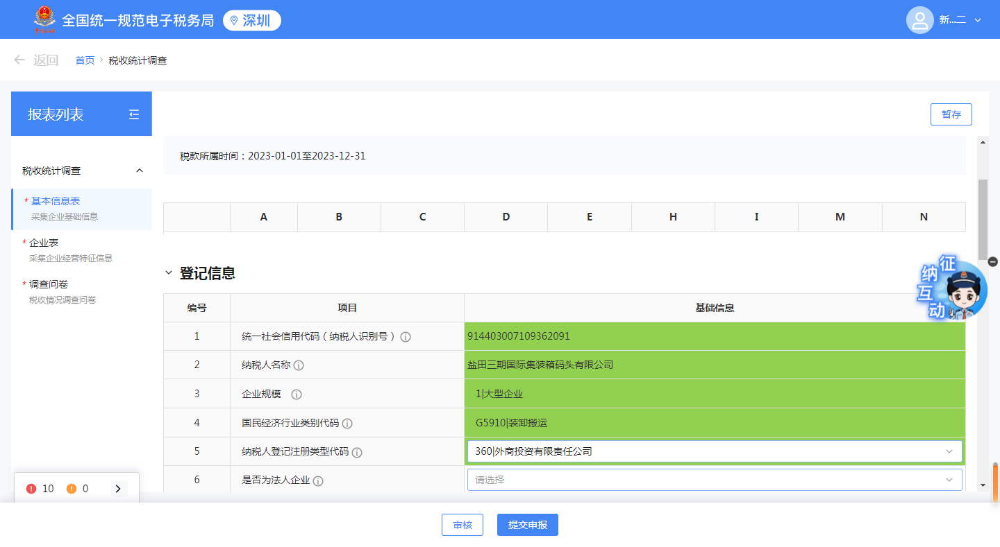 全国统一规范电子税务局 深圳 新...二
返回 首页 > 税收统计调查
报表列表 暂存
税款所属时间：2023-01-01至2023-12-31
税收统计调查
* 基本信息表
采集企业基础信息
* 企业表
采集企业经营特征信息
* 调查问卷
税收情况调查问卷
A B C D E H I M N
登记信息
编号 项目 基础信息
1 统一社会信用代码（纳税人识别号） 914403007109362091
2 纳税人名称 盐田三期国际集装箱码头有限公司
3 企业规模 1|大型企业
4 国民经济行业类别代码 G5910|装卸搬运
5 纳税人登记注册类型代码 360|外商投资有限责任公司
6 是否为法人企业 请选择
征纳互动
10 0
审核 提交申报